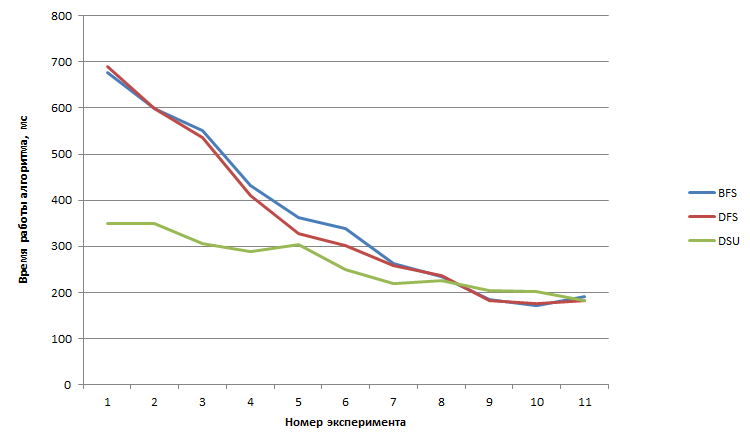 800
700
600
500
400
300
200
100
0
Время работы алгоритма, мс
1 2 3 4 5 6 7 8 9 10 11
Номер эксперимента
BFS
DFS
DSU